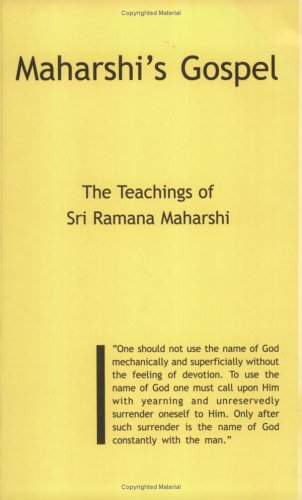 Copyrighted Material
Maharshi's Gospel
The Teachings of
Sri Ramana Maharshi
"One should not use the name of God
mechanically and superficially without
the feeling of devotion. To use the
name of God one must call upon Him
with yearning and unreservedly
surrender oneself to Him. Only after
such surrender is the name of God
constantly with the man."
Copyrighted Material